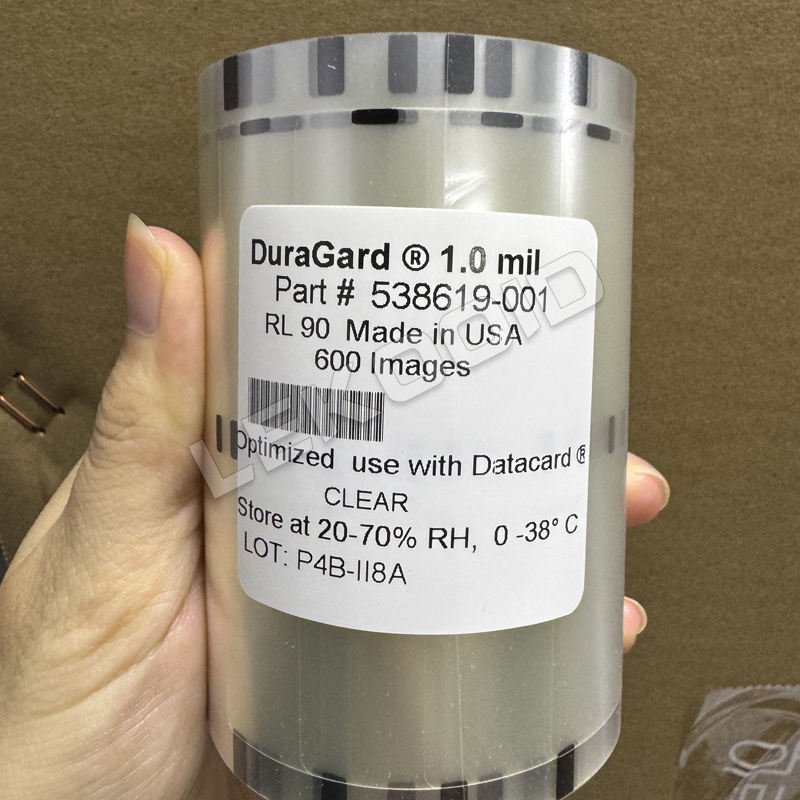 DuraGard ® 1.0 mil
Part # 538619-001
RL 90 Made in USA
600 Images
Optimized use with Datacard ®
CLEAR
Store at 20-70% RH, 0 -38° C
LOT: P4B-II8A
LEKOOID